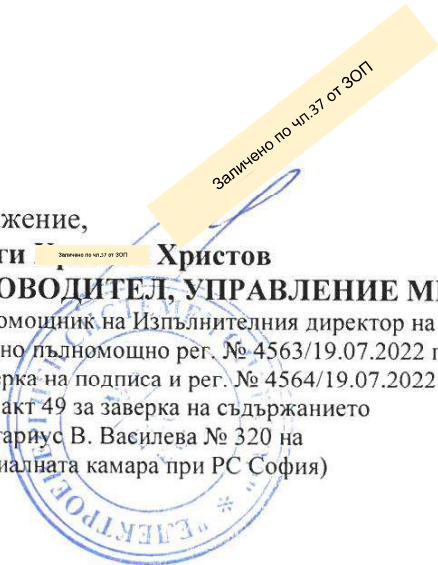 Заличено по чл.37 от ЗОП
жение,
ги Заличено по чл.37 от ЗОП Христов
ОВОДИТЕЛ, УПРАВЛЕНИЕ М
омощник на Изпълнителния директор на
но пълномощно рег. № 4563/19.07.2022 г
ерка на подписа и рег. № 4564/19.07.2022
акт 49 за заверка на съдържанието
тариус В. Василева № 320 на
иалната камара при РС София)
"ЕЛЕКТРОЕНЕРГИЕН